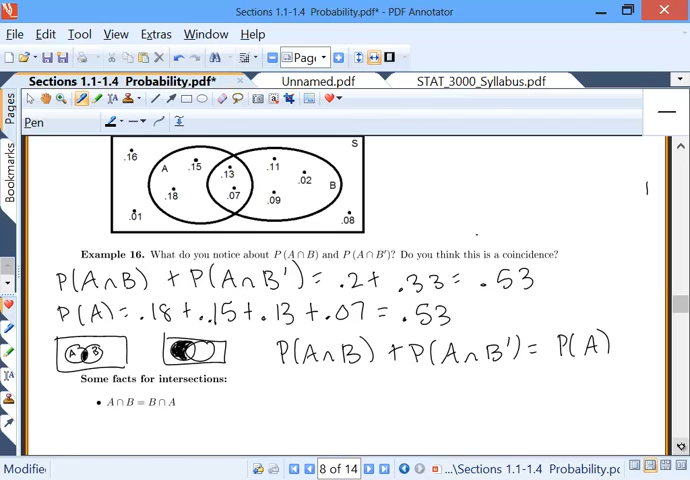 Sections 1.1-1.4 Probability.pdf* - PDF Annotator
File Edit Tool View Extras Window Help
Page
Sections 1.1-1.4 Probability.pdf* Unnamed.pdf STAT_3000_Syllabus.pdf
Pages
Pen
Bookmarks
S
.16
.15
.11
A
.13
.02
B
.18
.07
.09
.01
.08
Example 16. What do you notice about P (A ∩ B) and P (A ∩ B′)? Do you think this is a coincidence?
P(A∩B) + P(A∩B') = .2 + .33 = .53
P(A) = .18 + .15 + .13 + .07 = .53
A B
P(A∩B) + P(A∩B') = P(A)
Some facts for intersections:
• A ∩ B = B ∩ A
Modifie 8 of 14 ...\Sections 1.1-1.4 Probability.pc